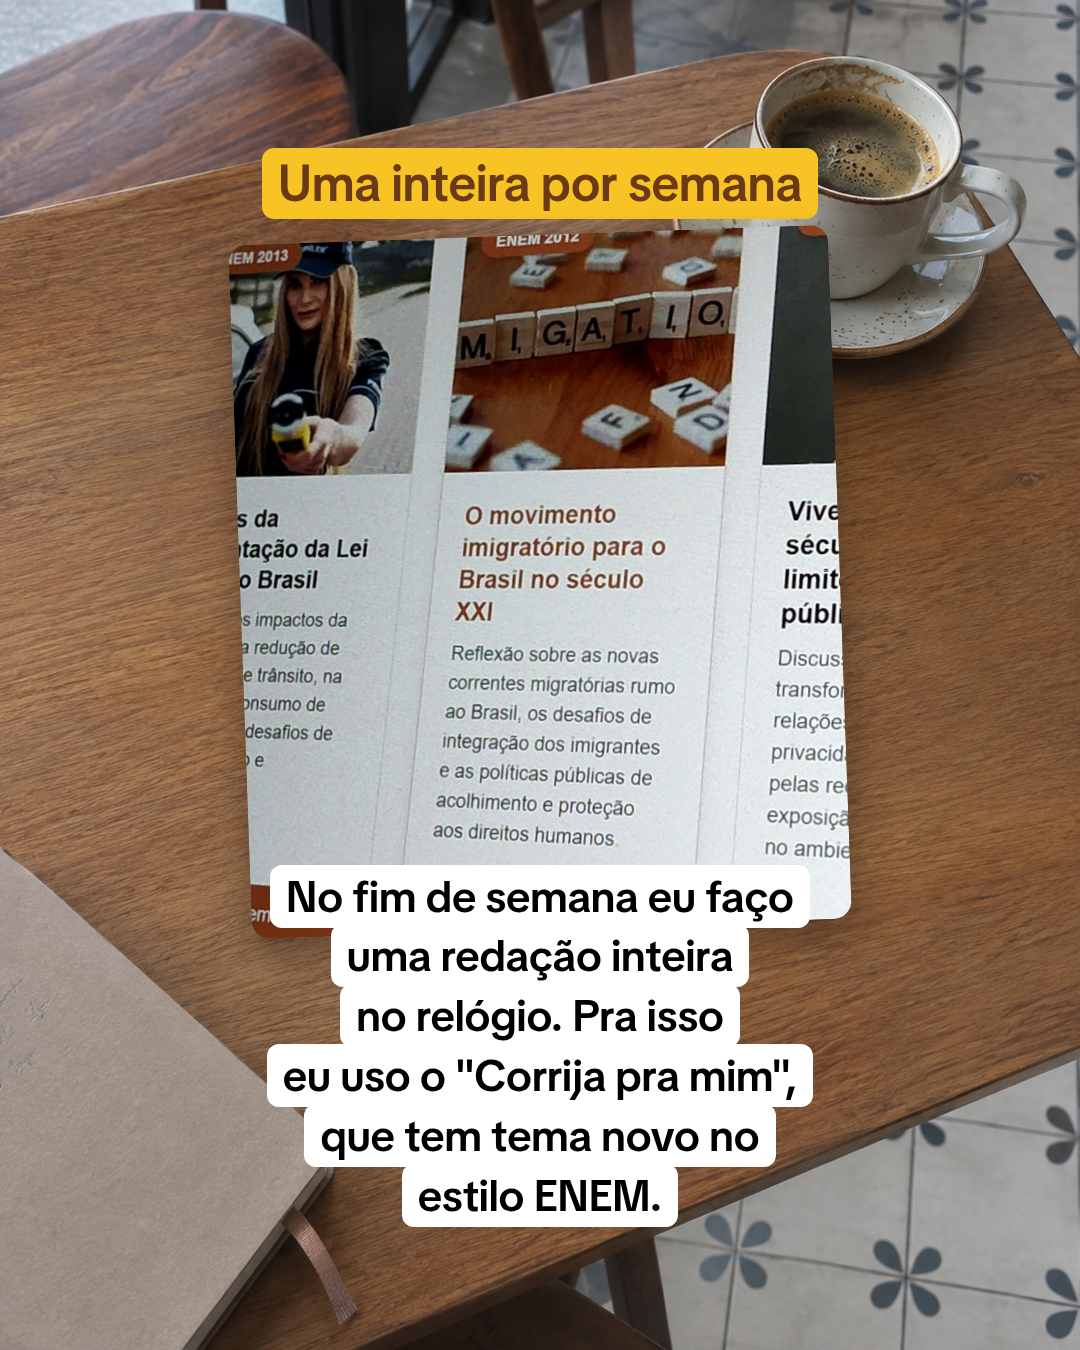 Uma inteira por semana
ENEM 2013
ENEM 2012
M I G A T I O
E
O
N
F
D
I
A
s da
tação da Lei
o Brasil
s impactos da
a redução de
e trânsito, na
onsumo de
desafios de
o e
O movimento
imigratório para o
Brasil no século
XXI
Reflexão sobre as novas
correntes migratórias rumo
ao Brasil, os desafios de
integração dos imigrantes
e as políticas públicas de
acolhimento e proteção
aos direitos humanos.
Vive
sécu
limit
públi
Discus
transfor
relações
privacid
pelas re
exposiçã
no ambie
em
No fim de semana eu faço
uma redação inteira
no relógio. Pra isso
eu uso o "Corrija pra mim",
que tem tema novo no
estilo ENEM.